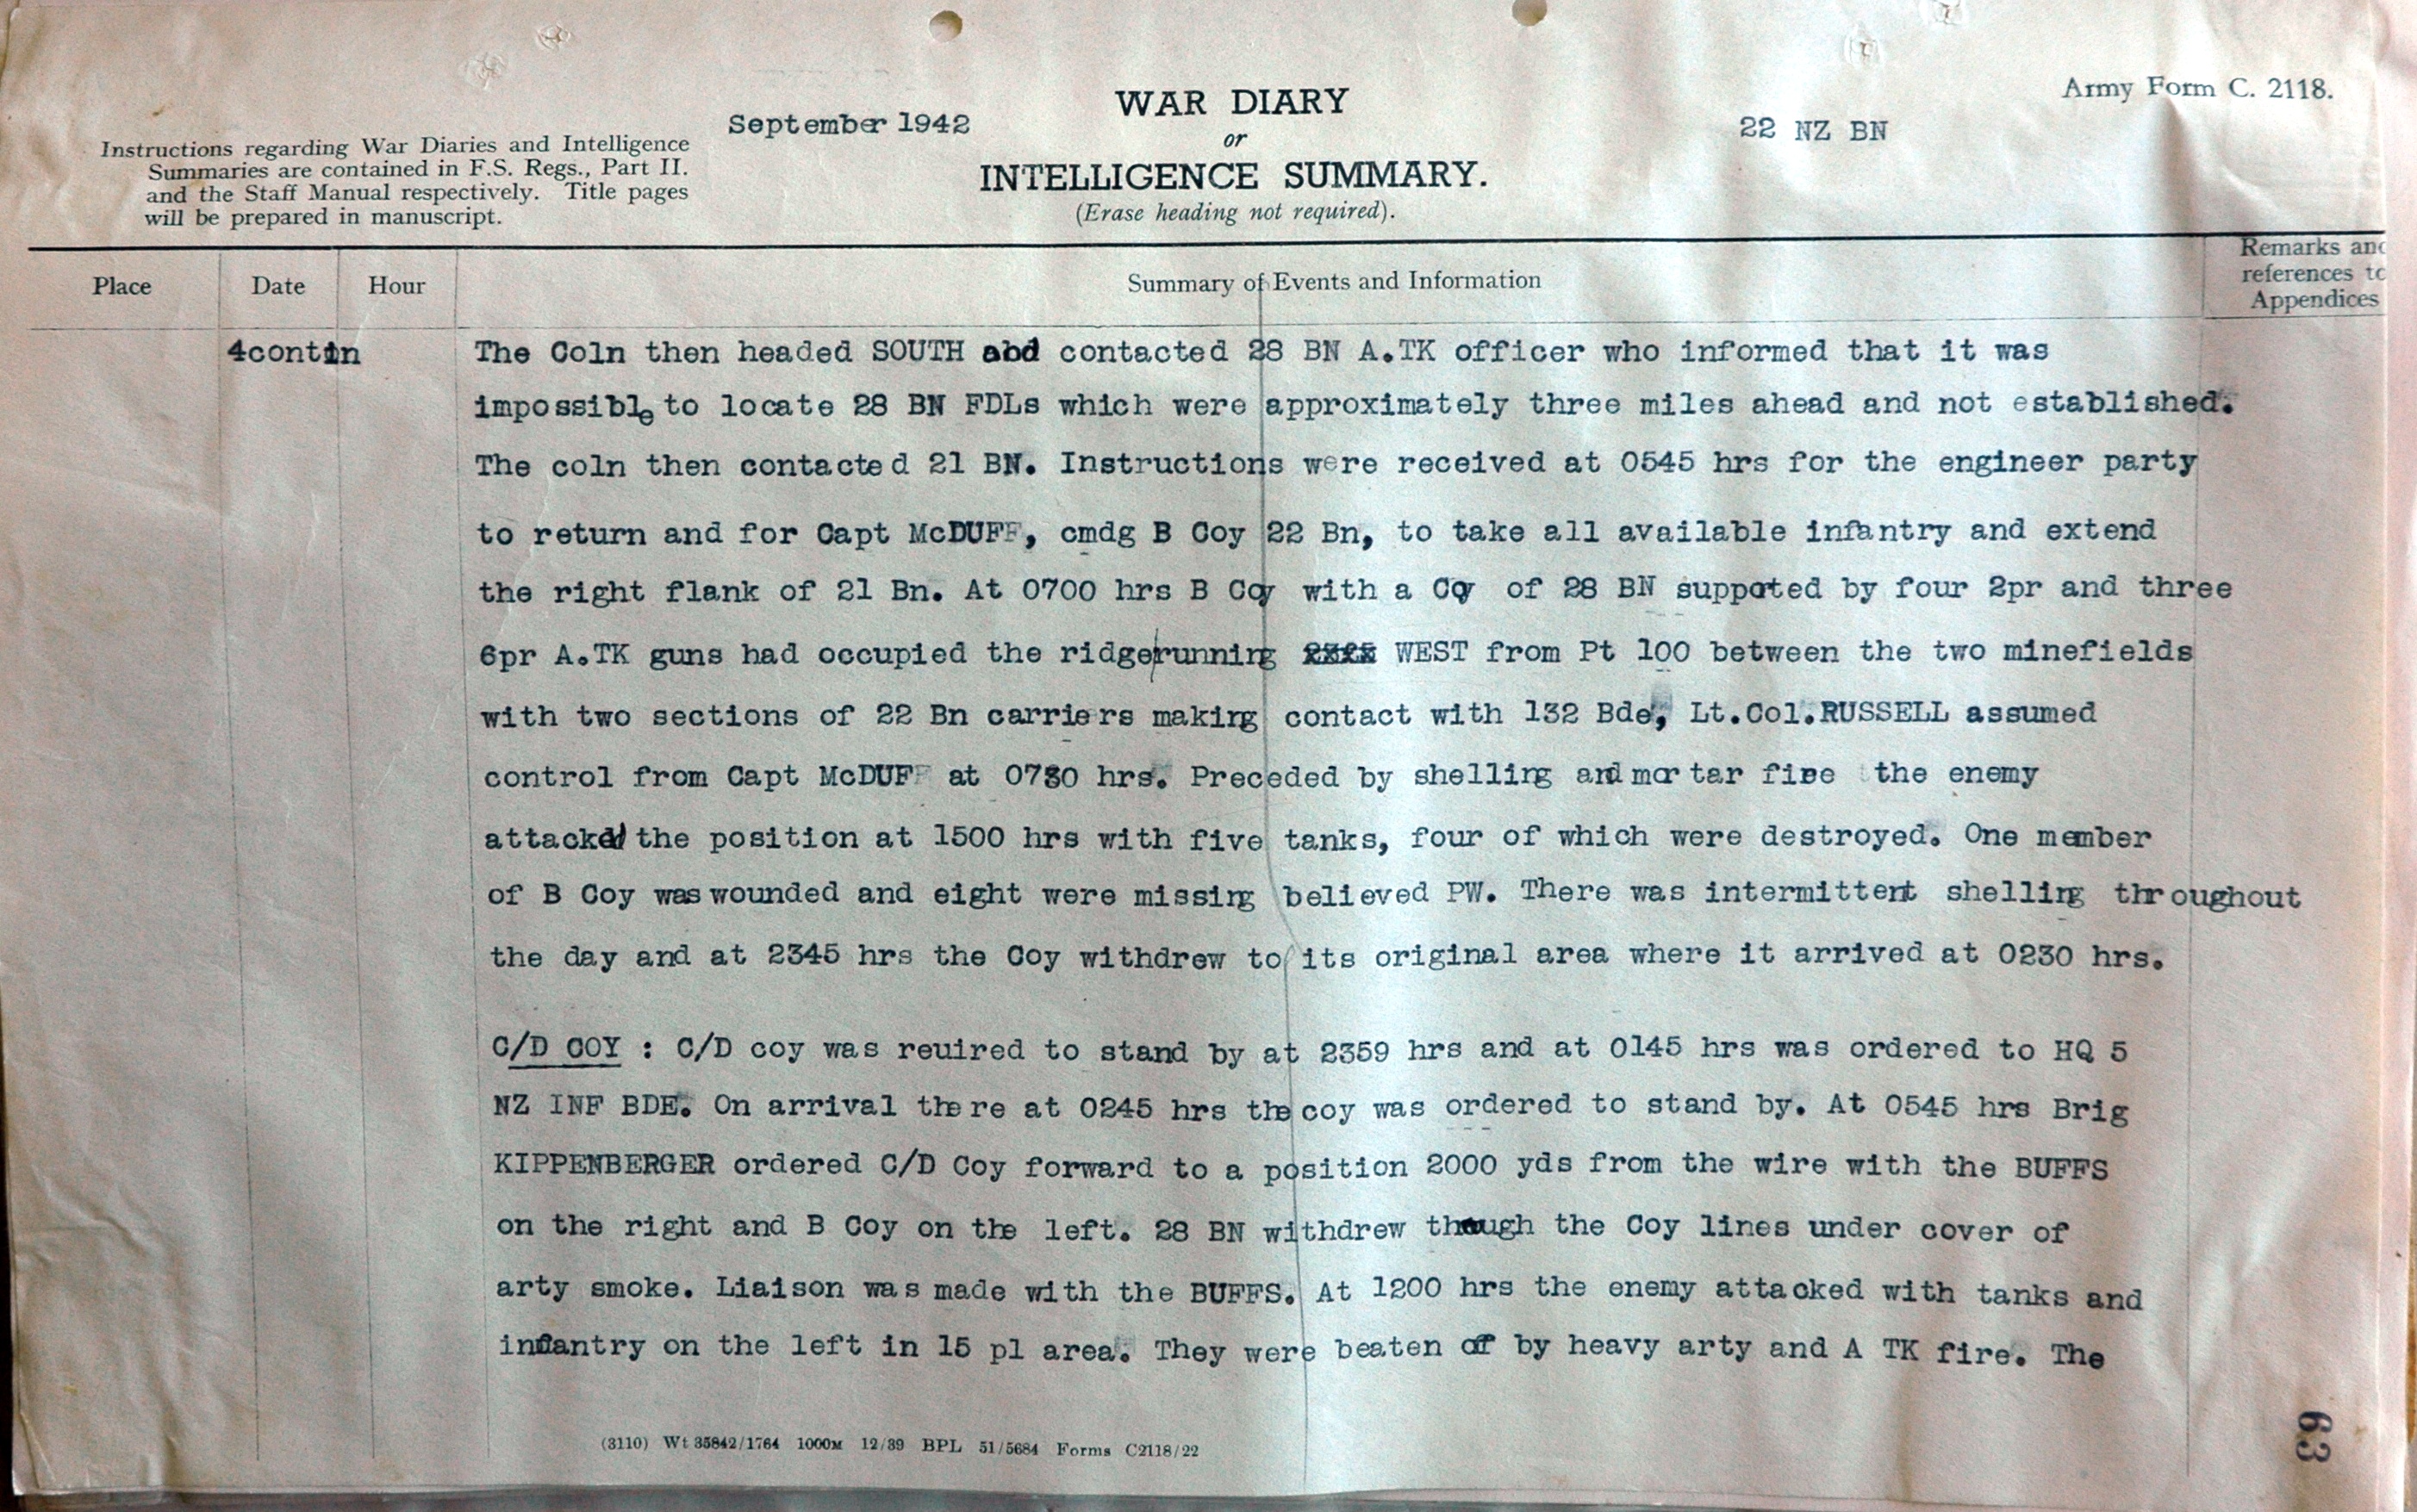 Army Form C. 2118.
WAR DIARY
September 1942
or
22 NZ BN
INTELLIGENCE SUMMARY.
(Erase heading not required).
Instructions regarding War Diaries and Intelligence
Summaries are contained in F.S. Regs., Part II.
and the Staff Manual respectively. Title pages
will be prepared in manuscript.
Place Date Hour Summary of Events and Information
Remarks and
references to
Appendices
4contin The Coln then headed SOUTH abd contacted 28 BN A.TK officer who informed that it was
impossible to locate 28 BN FDLs which were approximately three miles ahead and not established.
The coln then contacted 21 BN. Instructions were received at 0545 hrs for the engineer party
to return and for Capt McDUFF, cmdg B Coy 22 Bn, to take all available infantry and extend
the right flank of 21 Bn. At 0700 hrs B Coy with a Coy of 28 BN suppoted by four 2pr and three
6pr A.TK guns had occupied the ridge running WEST from Pt 100 between the two minefields
with two sections of 22 Bn carriers making contact with 132 Bde, Lt.Col.RUSSELL assumed
control from Capt McDUFF at 0730 hrs. Preceded by shelling and mortar fire the enemy
attacked the position at 1500 hrs with five tanks, four of which were destroyed. One member
of B Coy was wounded and eight were missing believed PW. There was intermittent shelling throughout
the day and at 2345 hrs the Coy withdrew to its original area where it arrived at 0230 hrs.
C/D COY : C/D coy was reuired to stand by at 2359 hrs and at 0145 hrs was ordered to HQ 5
NZ INF BDE. On arrival there at 0245 hrs the coy was ordered to stand by. At 0545 hrs Brig
KIPPENBERGER ordered C/D Coy forward to a position 2000 yds from the wire with the BUFFS
on the right and B Coy on the left. 28 BN withdrew though the Coy lines under cover of
arty smoke. Liaison was made with the BUFFS. At 1200 hrs the enemy attacked with tanks and
infantry on the left in 15 pl area. They were beaten off by heavy arty and A TK fire. The
(3110) Wt 35842/1764 1000M 12/39 BPL 51/5684 Forms C2118/22
63